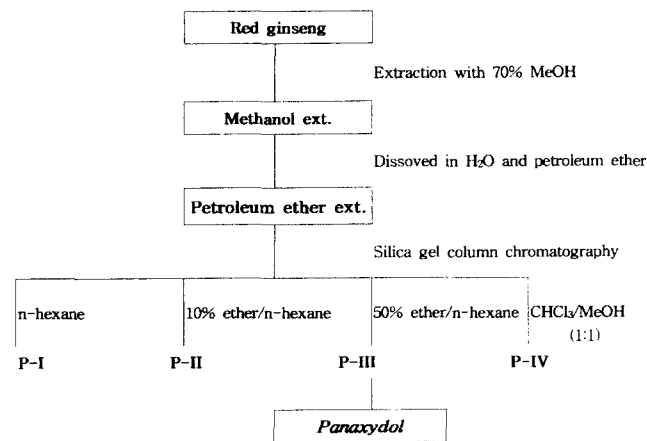 Red ginseng
Extraction with 70% MeOH
Methanol ext.
Dissoved in H₂O and petroleum ether
Petroleum ether ext.
Silica gel column chromatography
n-hexane
10% ether/n-hexane
50% ether/n-hexane
CHCl₃/MeOH
(1:1)
P-I
P-II
P-III
P-IV
Panaxydol